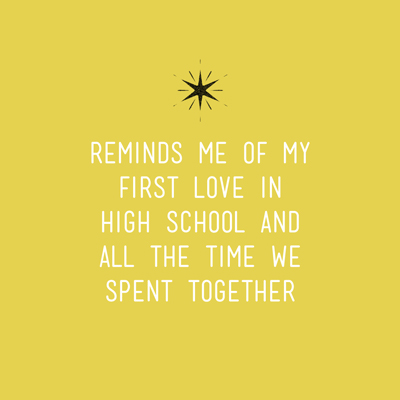 REMINDS ME OF MY
FIRST LOVE IN
HIGH SCHOOL AND
ALL THE TIME WE
SPENT TOGETHER